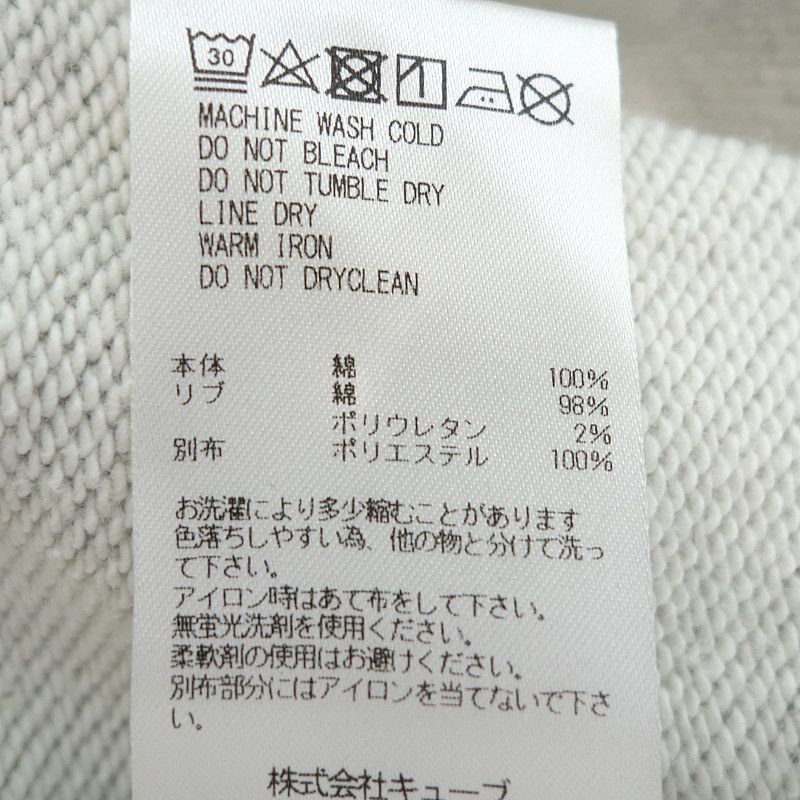 30
MACHINE WASH COLD
DO NOT BLEACH
DO NOT TUMBLE DRY
LINE DRY
WARM IRON
DO NOT DRYCLEAN
本体 綿 100%
リブ 綿 98%
ポリウレタン 2%
別布 ポリエステル 100%
お洗濯により多少縮むことがあります
色落ちしやすい為、他の物と分けて洗っ
て下さい。
アイロン時はあて布をして下さい。
無蛍光洗剤を使用ください。
柔軟剤の使用はお避けください。
別布部分にはアイロンを当てないで下さ
い。
株式会社キューブ